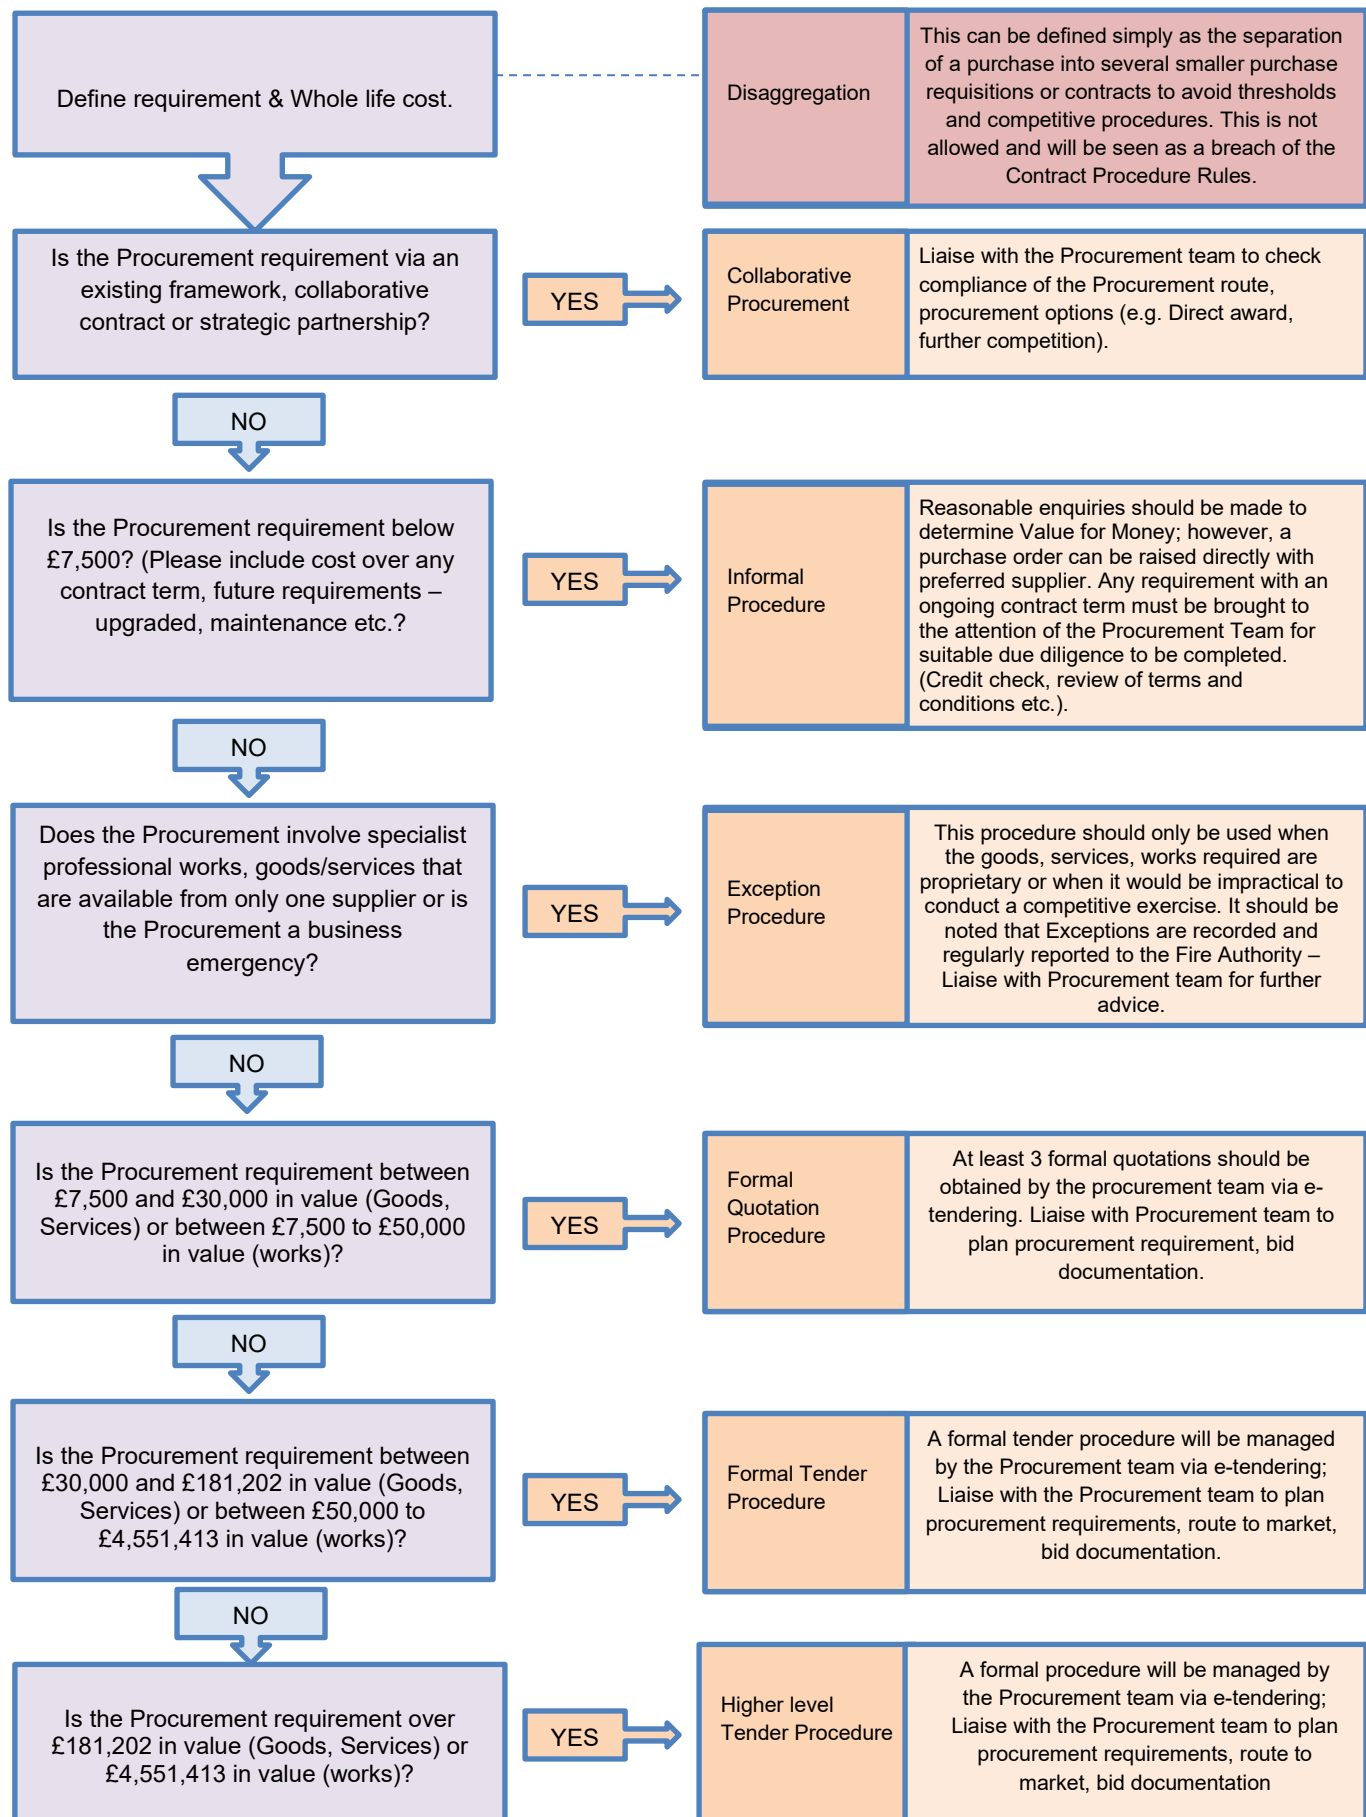 Define requirement & Whole life cost.
Disaggregation
This can be defined simply as the separation
of a purchase into several smaller purchase
requisitions or contracts to avoid thresholds
and competitive procedures. This is not
allowed and will be seen as a breach of the
Contract Procedure Rules.
Is the Procurement requirement via an
existing framework, collaborative
contract or strategic partnership?
YES
Collaborative
Procurement
Liaise with the Procurement team to check
compliance of the Procurement route,
procurement options (e.g. Direct award,
further competition).
NO
Is the Procurement requirement below
£7,500? (Please include cost over any
contract term, future requirements –
upgraded, maintenance etc.?
YES
Informal
Procedure
Reasonable enquiries should be made to
determine Value for Money; however, a
purchase order can be raised directly with
preferred supplier. Any requirement with an
ongoing contract term must be brought to
the attention of the Procurement Team for
suitable due diligence to be completed.
(Credit check, review of terms and
conditions etc.).
NO
Does the Procurement involve specialist
professional works, goods/services that
are available from only one supplier or is
the Procurement a business
emergency?
YES
Exception
Procedure
This procedure should only be used when
the goods, services, works required are
proprietary or when it would be impractical to
conduct a competitive exercise. It should be
noted that Exceptions are recorded and
regularly reported to the Fire Authority –
Liaise with Procurement team for further
advice.
NO
Is the Procurement requirement between
£7,500 and £30,000 in value (Goods,
Services) or between £7,500 to £50,000
in value (works)?
YES
Formal
Quotation
Procedure
At least 3 formal quotations should be
obtained by the procurement team via e-
tendering. Liaise with Procurement team to
plan procurement requirement, bid
documentation.
NO
Is the Procurement requirement between
£30,000 and £181,202 in value (Goods,
Services) or between £50,000 to
£4,551,413 in value (works)?
YES
Formal Tender
Procedure
A formal tender procedure will be managed
by the Procurement team via e-tendering;
Liaise with the Procurement team to plan
procurement requirements, route to market,
bid documentation.
NO
Is the Procurement requirement over
£181,202 in value (Goods, Services) or
£4,551,413 in value (works)?
YES
Higher level
Tender Procedure
A formal procedure will be managed by
the Procurement team via e-tendering;
Liaise with the Procurement team to plan
procurement requirements, route to
market, bid documentation